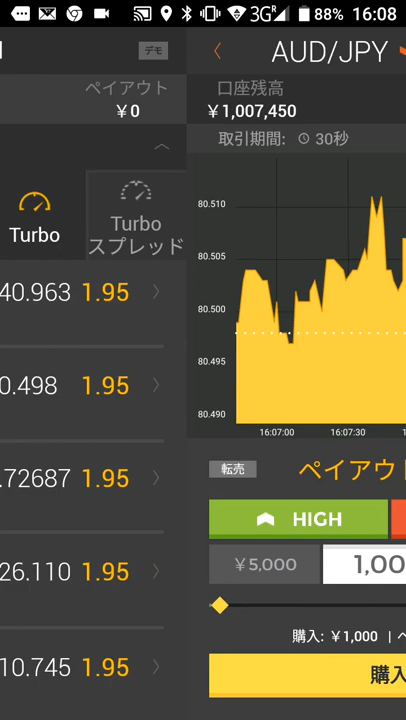 3G R 88% 16:08
デモ
ペイアウト
¥0
Turbo
Turbo
スプレッド
40.963 1.95
0.498 1.95
.72687 1.95
26.110 1.95
10.745 1.95
AUD/JPY
口座残高
¥1,007,450
取引期間: 30秒
80.510
80.505
80.500
80.495
80.490
16:07:00 16:07:30
転売 ペイアウ
HIGH
¥5,000 1,00
購入: ¥1,000 |
購入